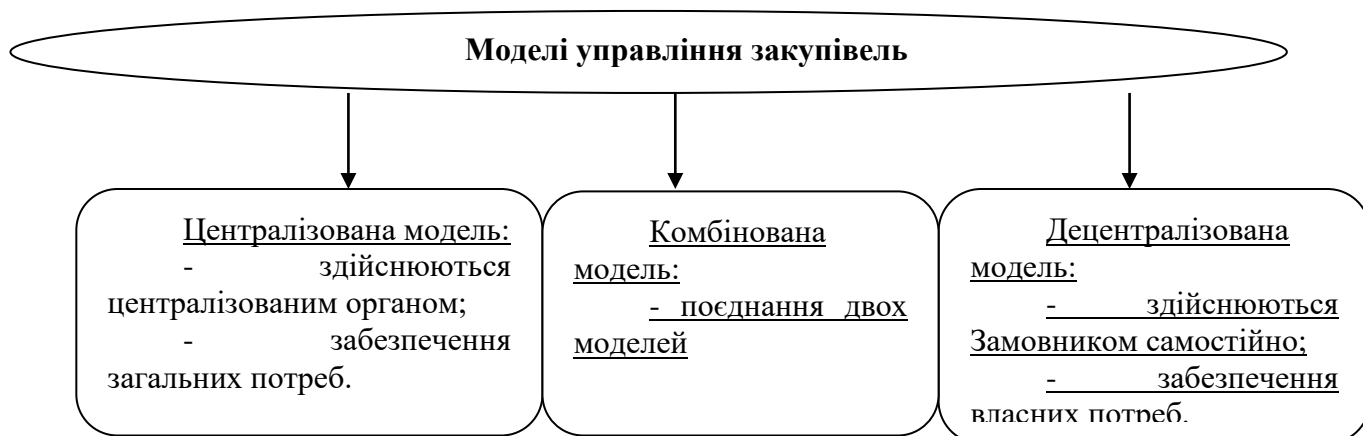 Моделі управління закупівель
Централізована модель:
- здійснюються
централізованим органом;
- забезпечення
загальних потреб.
Комбінована
модель:
- поєднання двох
моделей
Децентралізована
модель:
- здійснюються
Замовником самостійно;
- забезпечення
власних потреб.